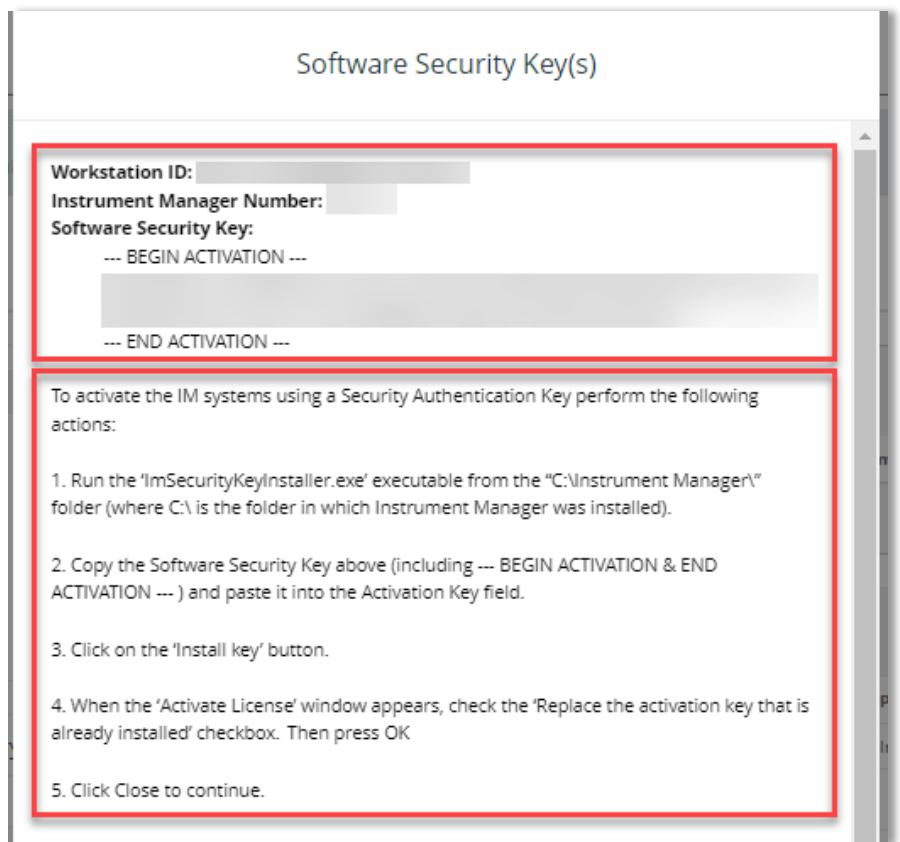 Software Security Key(s)
Workstation ID:
Instrument Manager Number:
Software Security Key:
--- BEGIN ACTIVATION ---
--- END ACTIVATION ---
To activate the IM systems using a Security Authentication Key perform the following
actions:
1. Run the ‘ImSecurityKeyInstaller.exe’ executable from the “C:\Instrument Manager\”
folder (where C:\ is the folder in which Instrument Manager was installed).
2. Copy the Software Security Key above (including --- BEGIN ACTIVATION & END
ACTIVATION --- ) and paste it into the Activation Key field.
3. Click on the ‘Install key’ button.
4. When the ‘Activate License’ window appears, check the ‘Replace the activation key that is
already installed’ checkbox. Then press OK
5. Click Close to continue.